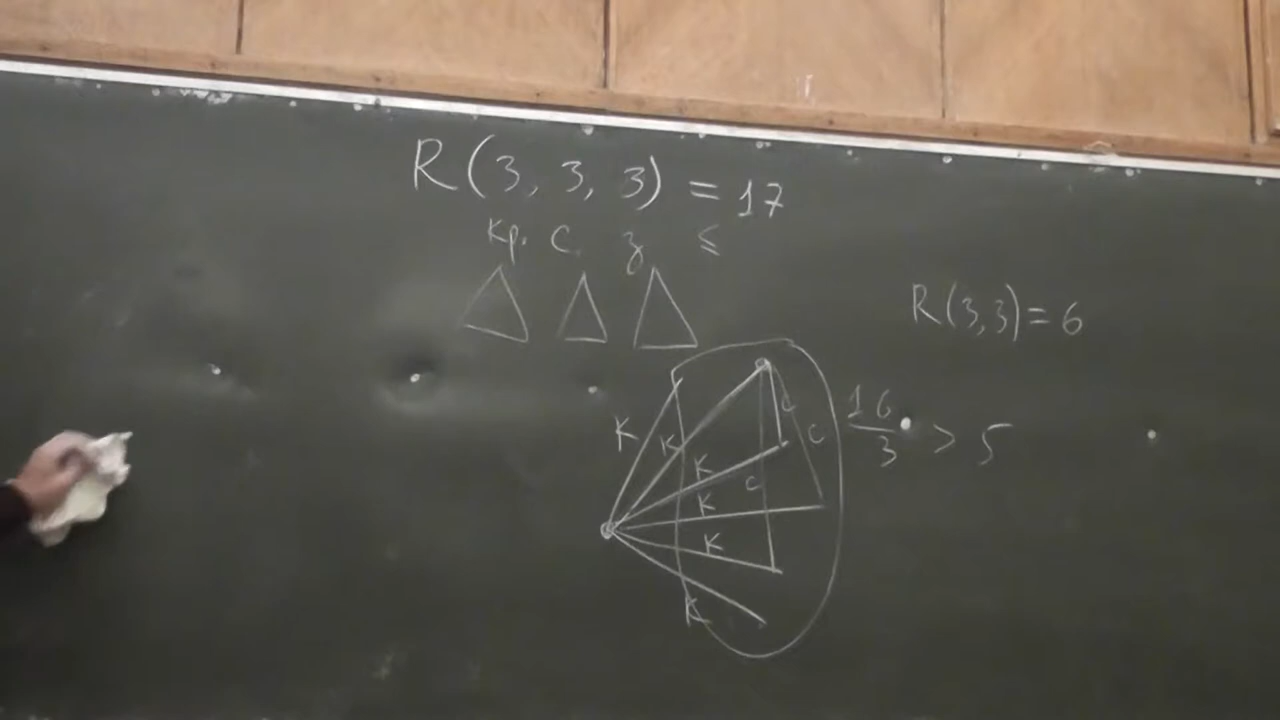 R(3, 3, 3) = 17
кр. с з ≤
R(3,3) = 6
16/3 > 5
к к к к к к
с с с